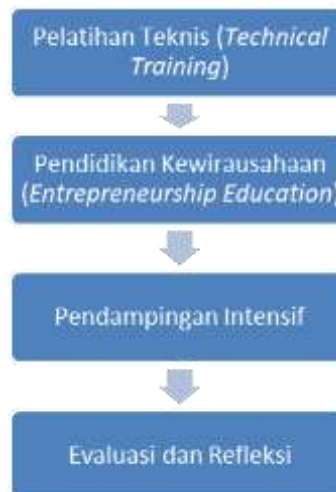 Pelatihan Teknis (Technical
Training)
Pendidikan Kewirausahaan
(Entrepreneurship Education)
Pendampingan Intensif
Evaluasi dan Refleksi